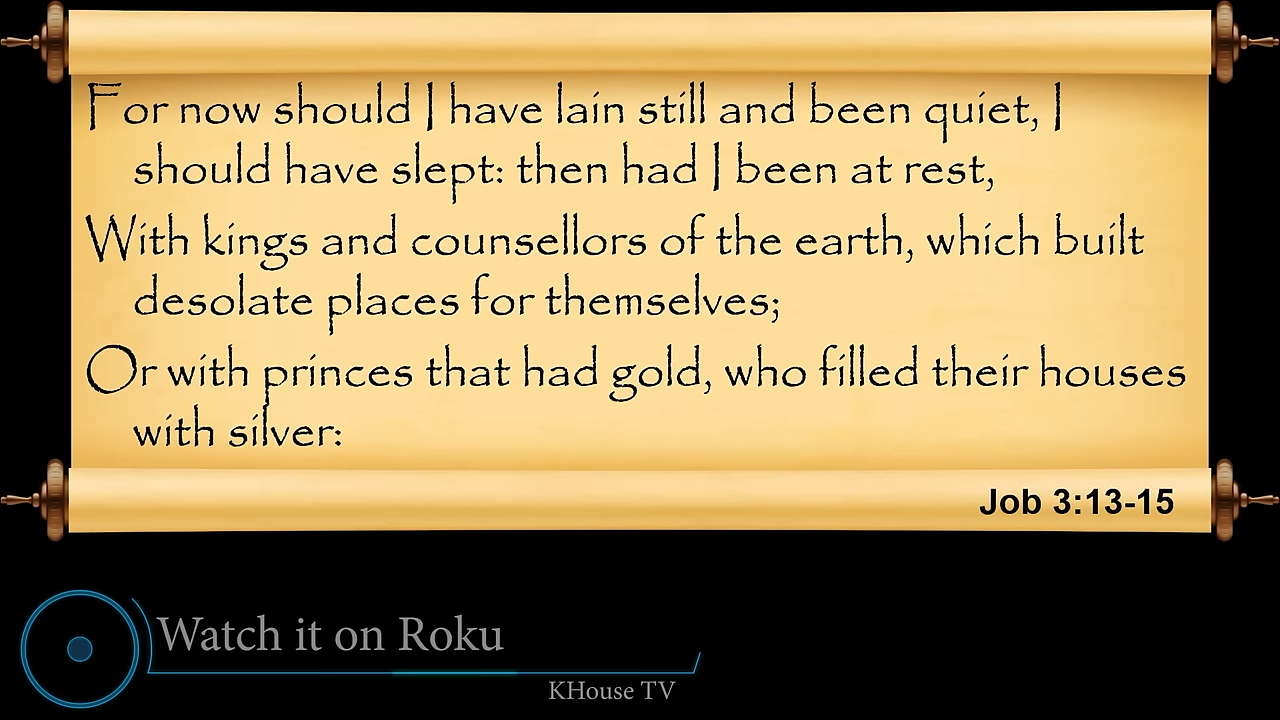 For now should I have lain still and been quiet, I
should have slept: then had I been at rest,
With kings and counsellors of the earth, which built
desolate places for themselves;
Or with princes that had gold, who filled their houses
with silver:
Job 3:13-15
Watch it on Roku
KHouse TV